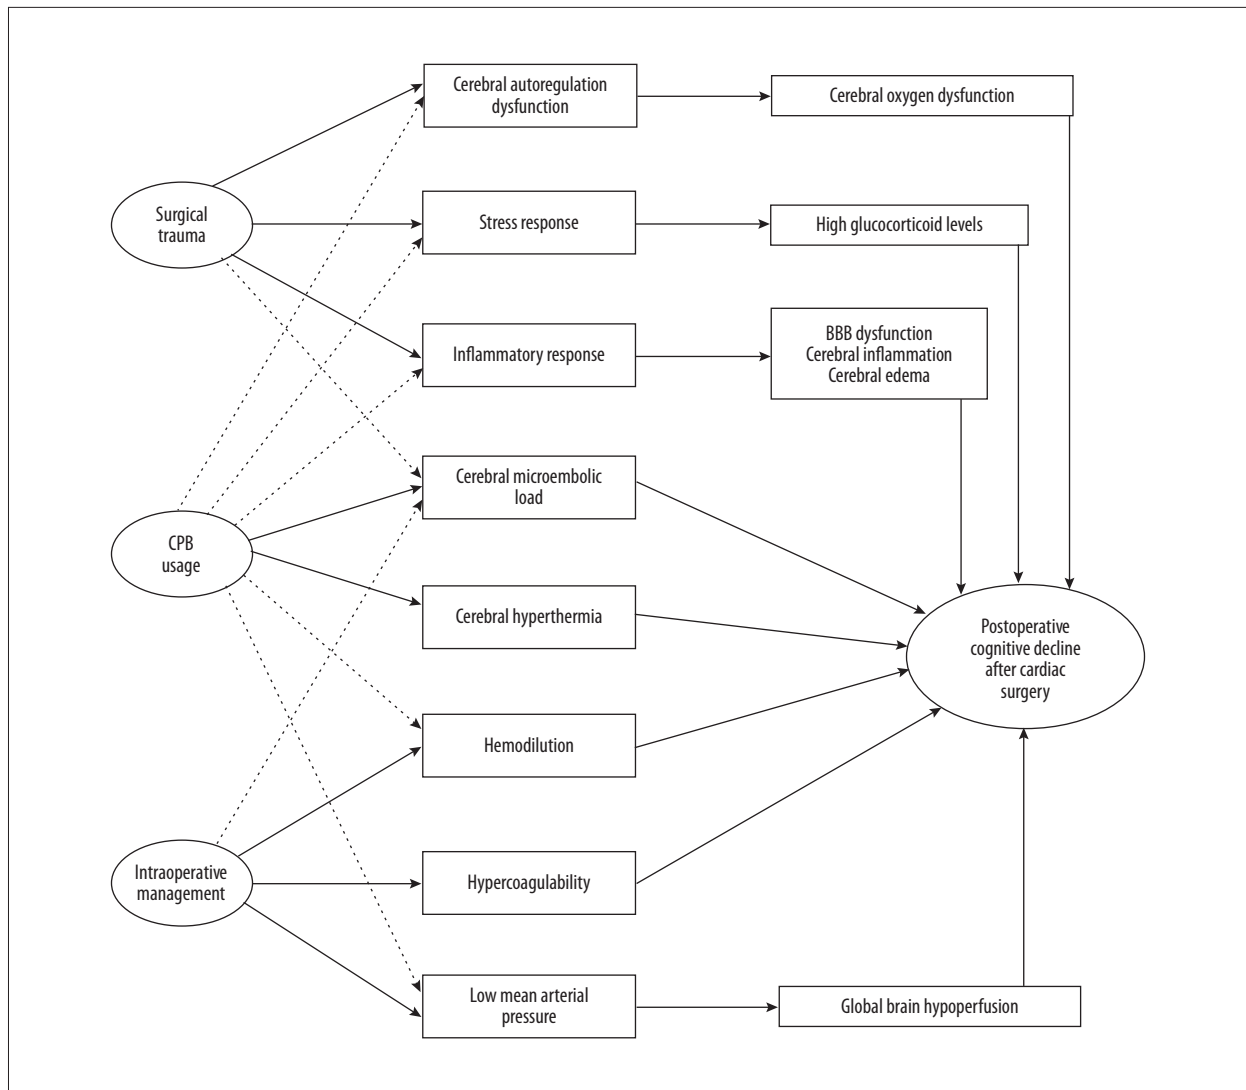 Cerebral autoregulation
dysfunction
Cerebral oxygen dysfunction
Surgical
trauma
Stress response
High glucocorticoid levels
Inflammatory response
BBB dysfunction
Cerebral inflammation
Cerebral edema
Cerebral microembolic
load
CPB
usage
Cerebral hyperthermia
Postoperative
cognitive decline
after cardiac
surgery
Hemodilution
Intraoperative
management
Hypercoagulability
Low mean arterial
pressure
Global brain hypoperfusion